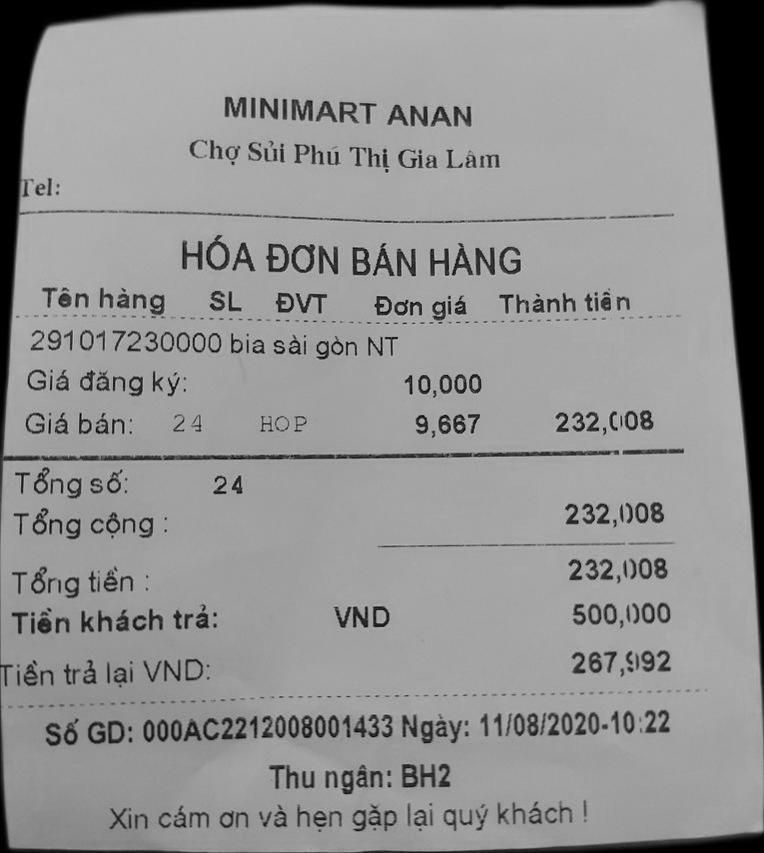 MINIMART ANAN
Chợ Sủi Phú Thị Gia Lâm
Tel:
HÓA ĐƠN BÁN HÀNG
Tên hàng SL ĐVT Đơn giá Thành tiền
291017230000 bia sài gòn NT
Giá đăng ký: 10,000
Giá bán: 24 HOP 9,667 232,008
Tổng số: 24
Tổng cộng : 232,008
Tổng tiền : 232,008
Tiền khách trả: VND 500,000
Tiền trả lại VND: 267,992
Số GD: 000AC2212008001433 Ngày: 11/08/2020-10:22
Thu ngân: BH2
Xin cám ơn và hẹn gặp lại quý khách !